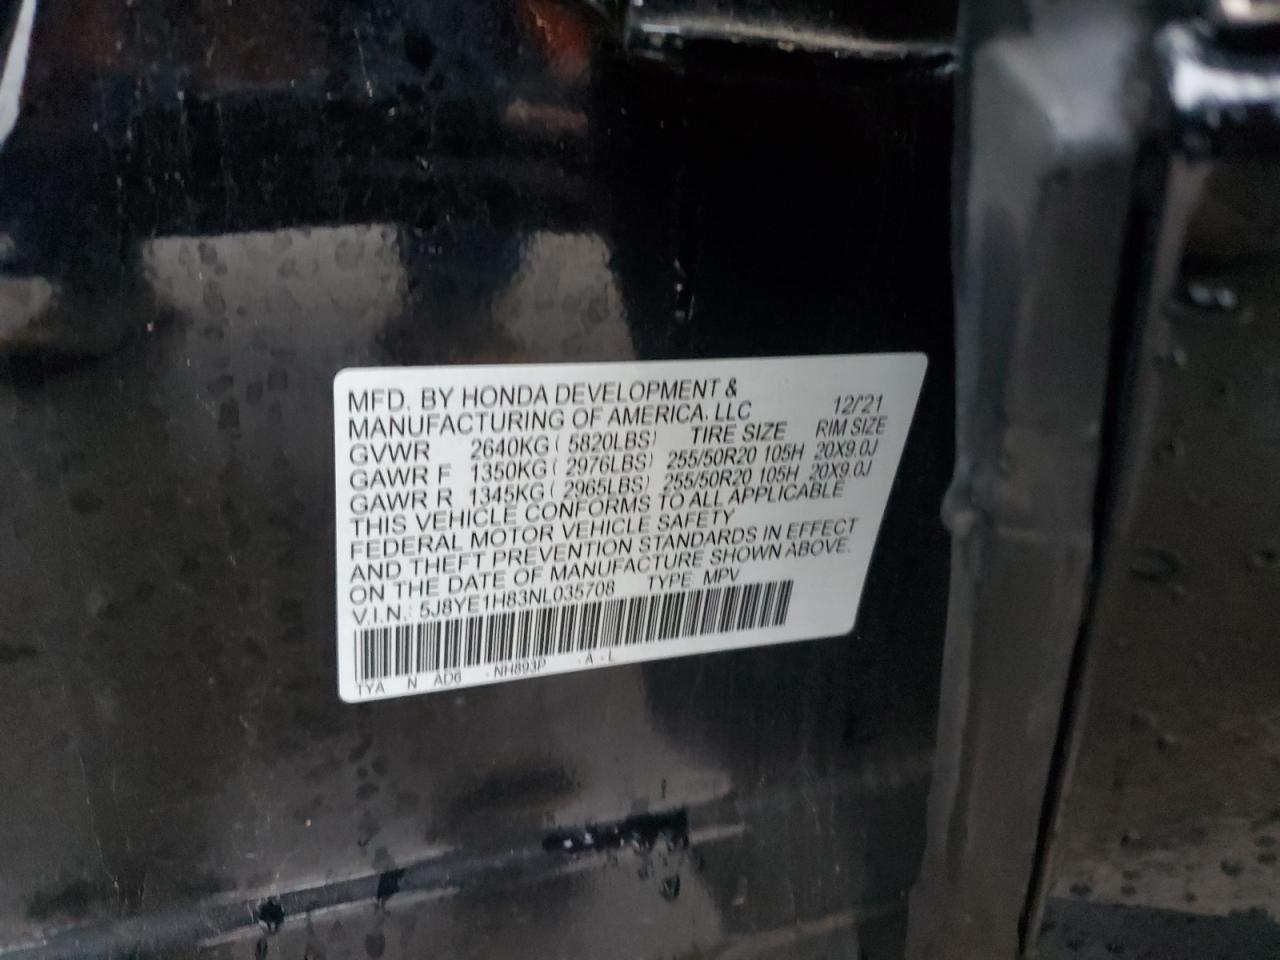 MFD. BY HONDA DEVELOPMENT &
MANUFACTURING OF AMERICA, LLC 12/'21
GVWR 2640KG ( 5820LBS) TIRE SIZE RIM SIZE
GAWR F 1350KG ( 2976LBS) 255/50R20 105H 20X9.0J
GAWR R 1345KG ( 2965LBS) 255/50R20 105H 20X9.0J
THIS VEHICLE CONFORMS TO ALL APPLICABLE
FEDERAL MOTOR VEHICLE SAFETY
AND THEFT PREVENTION STANDARDS IN EFFECT
ON THE DATE OF MANUFACTURE SHOWN ABOVE.
V.I.N.: 5J8YE1H83NL035708 TYPE: MPV
TYA N AD6 - NH893P - A - L